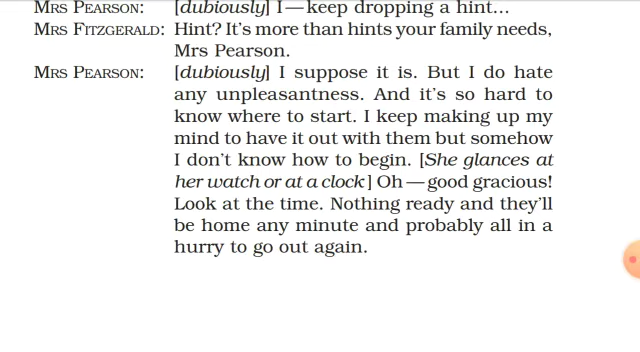 MRS PEARSON: [dubiously] I—keep dropping a hint...
MRS FITZGERALD: Hint? It's more than hints your family needs,
Mrs Pearson.
MRS PEARSON: [dubiously] I suppose it is. But I do hate
any unpleasantness. And it's so hard to
know where to start. I keep making up my
mind to have it out with them but somehow
I don't know how to begin. [She glances at
her watch or at a clock] Oh—good gracious!
Look at the time. Nothing ready and they'll
be home any minute and probably all in a
hurry to go out again.